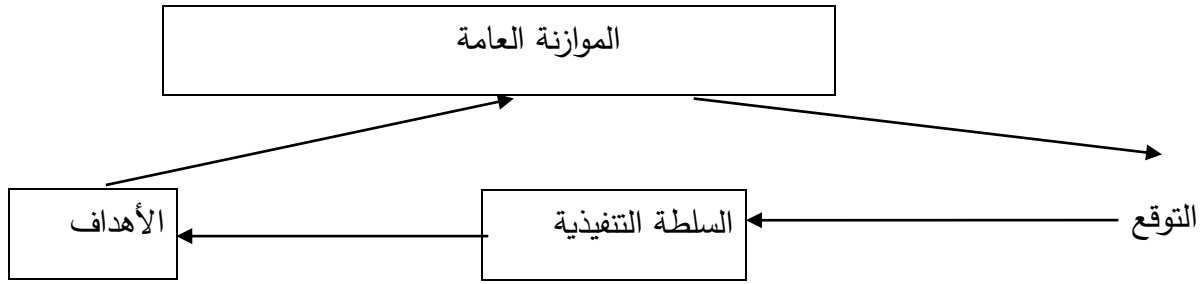 الموازنة العامة
التوقع
السلطة التنفيذية
الأهداف